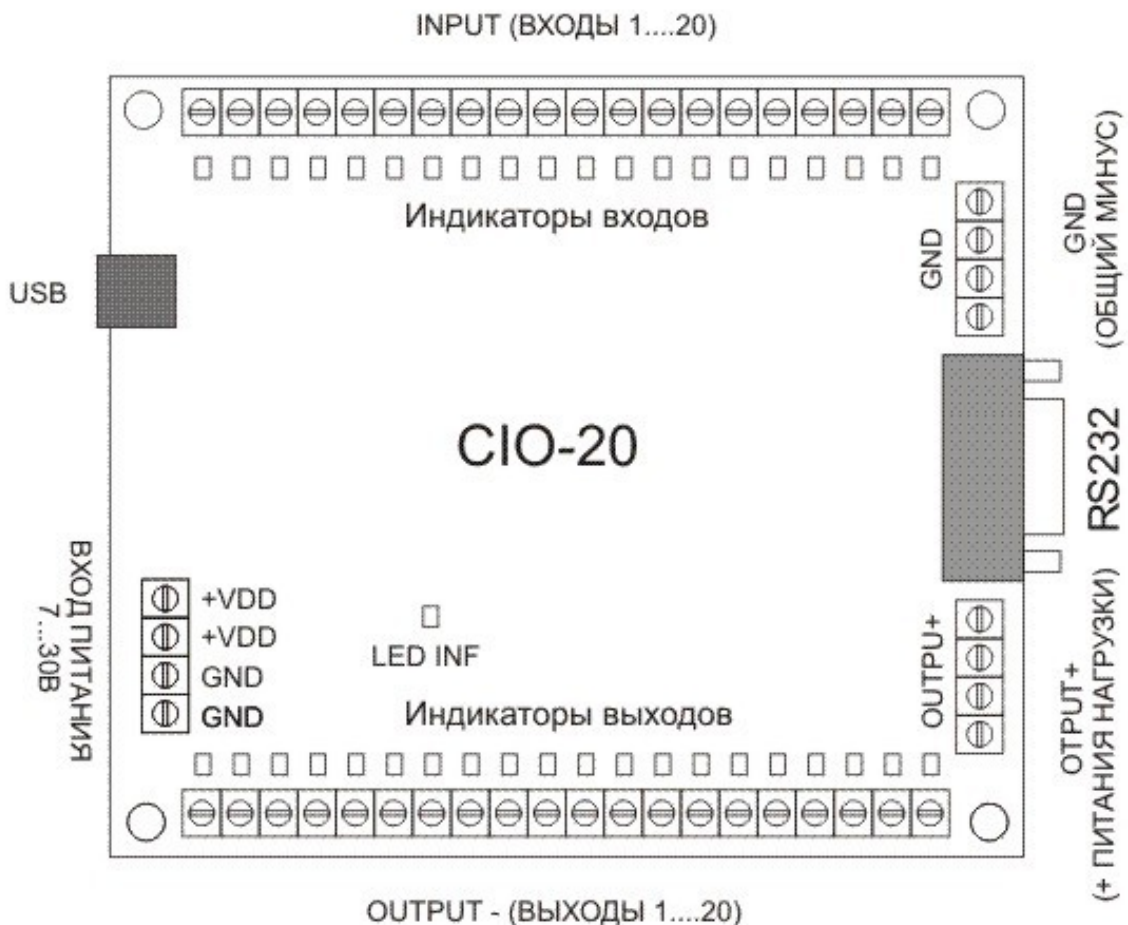 INPUT (ВХОДЫ 1....20)
Индикаторы входов
GND
GND
(ОБЩИЙ МИНУС)
USB
CIO-20
RS232
ВХОД ПИТАНИЯ
7...30В
+VDD
+VDD
GND
GND
LED INF
OUTPU+
OTPUT+
(+ ПИТАНИЯ НАГРУЗКИ)
Индикаторы выходов
OUTPUT - (ВЫХОДЫ 1....20)